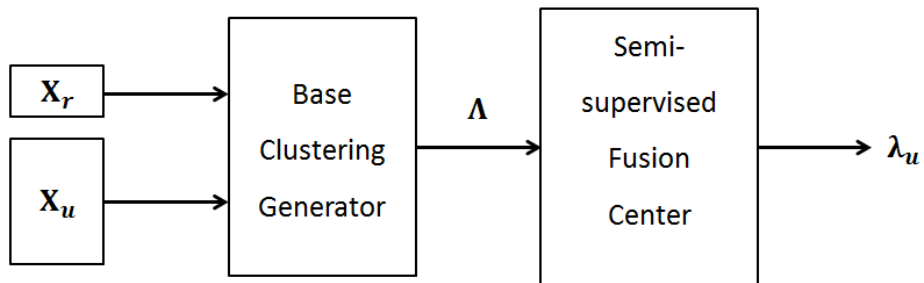 X_r
X_u
Base
Clustering
Generator
Λ
Semi-
supervised
Fusion
Center
λ_u